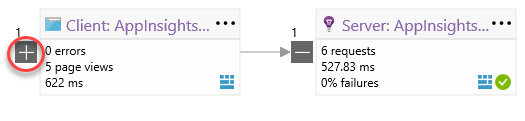 1
Client: AppInsights...
0 errors
5 page views
622 ms
1
Server: AppInsights...
6 requests
527.83 ms
0% failures